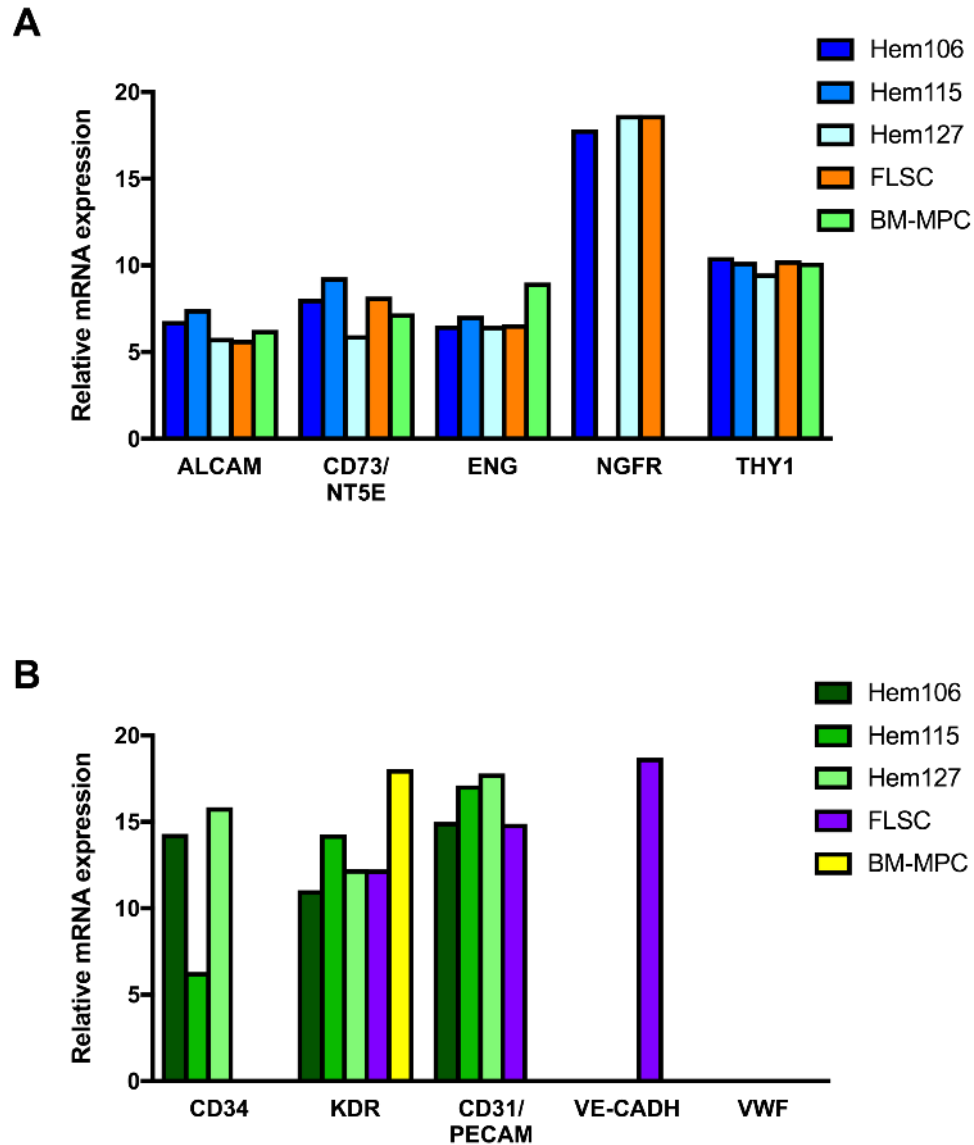 A
Hem106
Hem115
Hem127
FLSC
BM-MPC
Relative mRNA expression
20
15
10
5
0
ALCAM
CD73/
NT5E
ENG
NGFR
THY1
B
Hem106
Hem115
Hem127
FLSC
BM-MPC
Relative mRNA expression
20
15
10
5
0
CD34
KDR
CD31/
PECAM
VE-CADH
VWF